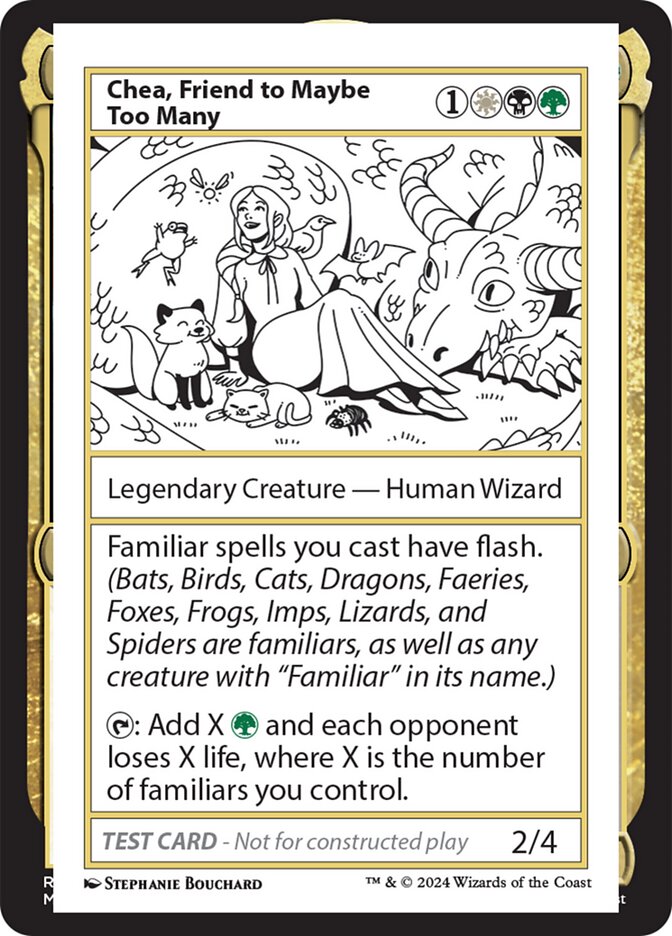 Chea, Friend to Maybe
Too Many
1
Legendary Creature — Human Wizard
Familiar spells you cast have flash.
(Bats, Birds, Cats, Dragons, Faeries,
Foxes, Frogs, Imps, Lizards, and
Spiders are familiars, as well as any
creature with “Familiar” in its name.)
: Add X and each opponent
loses X life, where X is the number
of familiars you control.
TEST CARD - Not for constructed play
2/4
R
STEPHANIE BOUCHARD
™ & © 2024 Wizards of the Coast
M
st